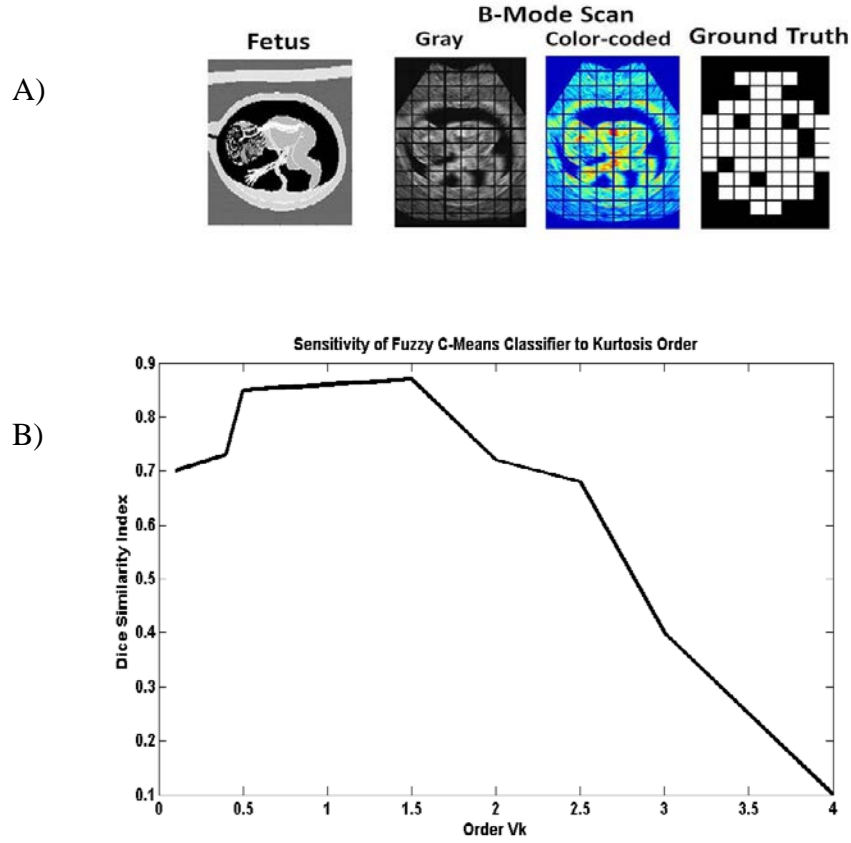 A)
Fetus
B-Mode Scan
Gray
Color-coded
Ground Truth
B)
Sensitivity of Fuzzy C-Means Classifier to Kurtosis Order
Dice Similarity Index
0.9
0.8
0.7
0.6
0.5
0.4
0.3
0.2
0.1
0
0.5
1
1.5
2
2.5
3
3.5
4
Order Vk